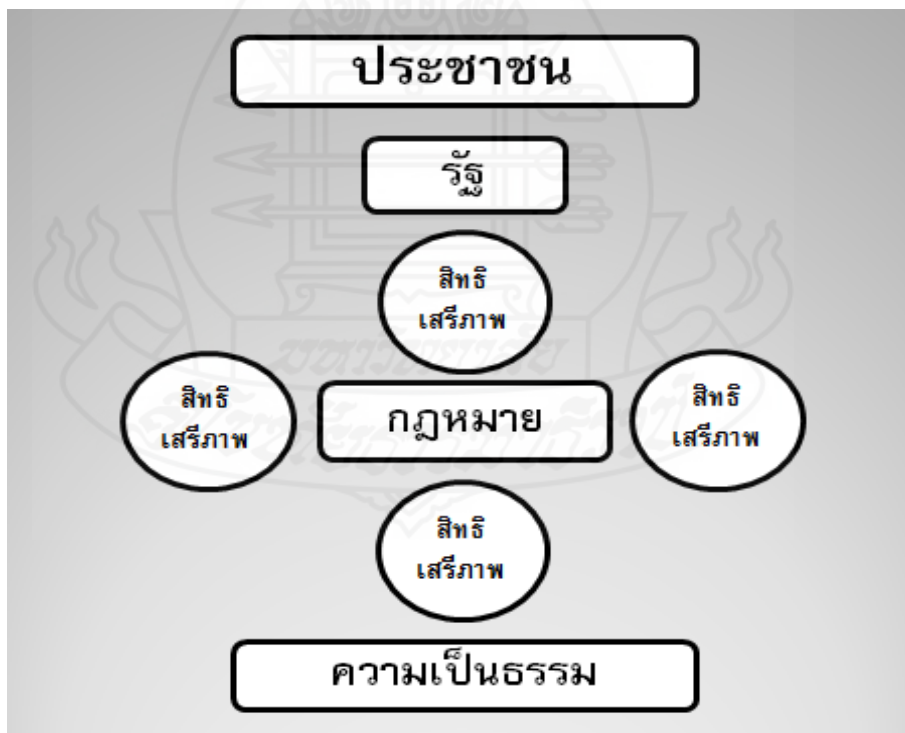 ประชาชน
รัฐ
สิทธิ
เสรีภาพ
สิทธิ
เสรีภาพ
กฎหมาย
สิทธิ
เสรีภาพ
สิทธิ
เสรีภาพ
ความเป็นธรรม